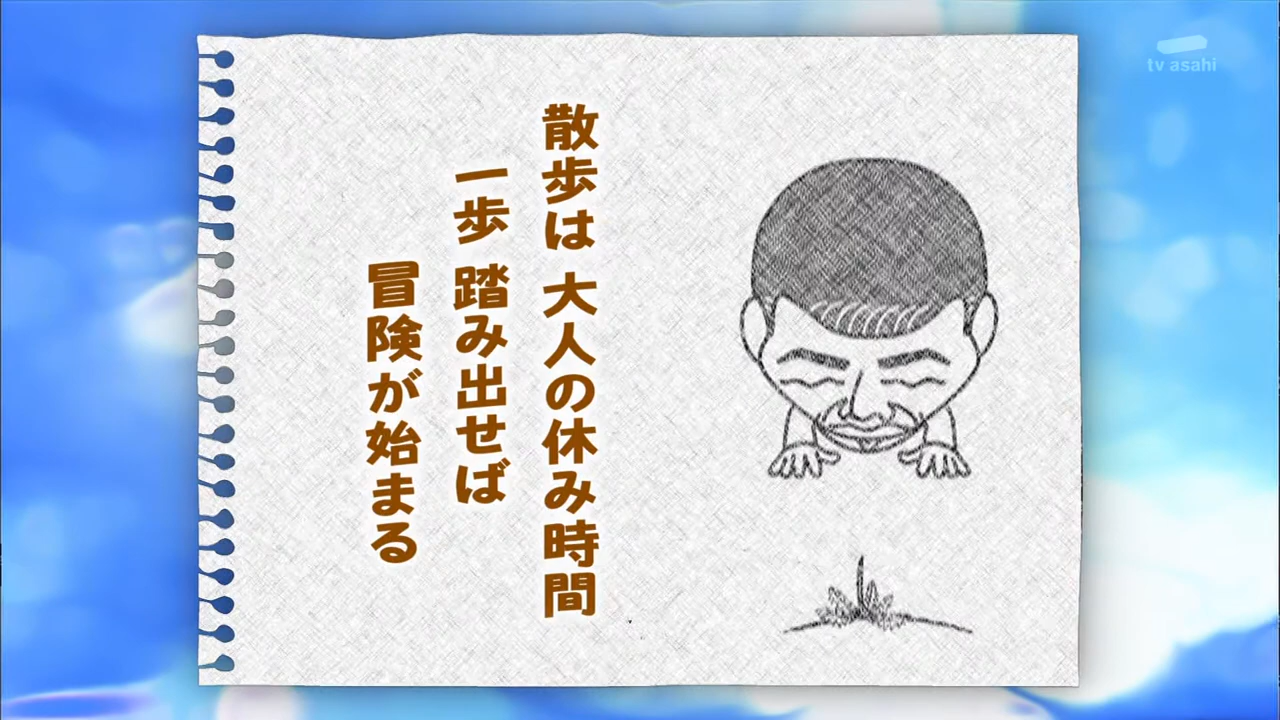 散歩は 大人の休み時間
一歩 踏み出せば
冒険が始まる
tv asahi